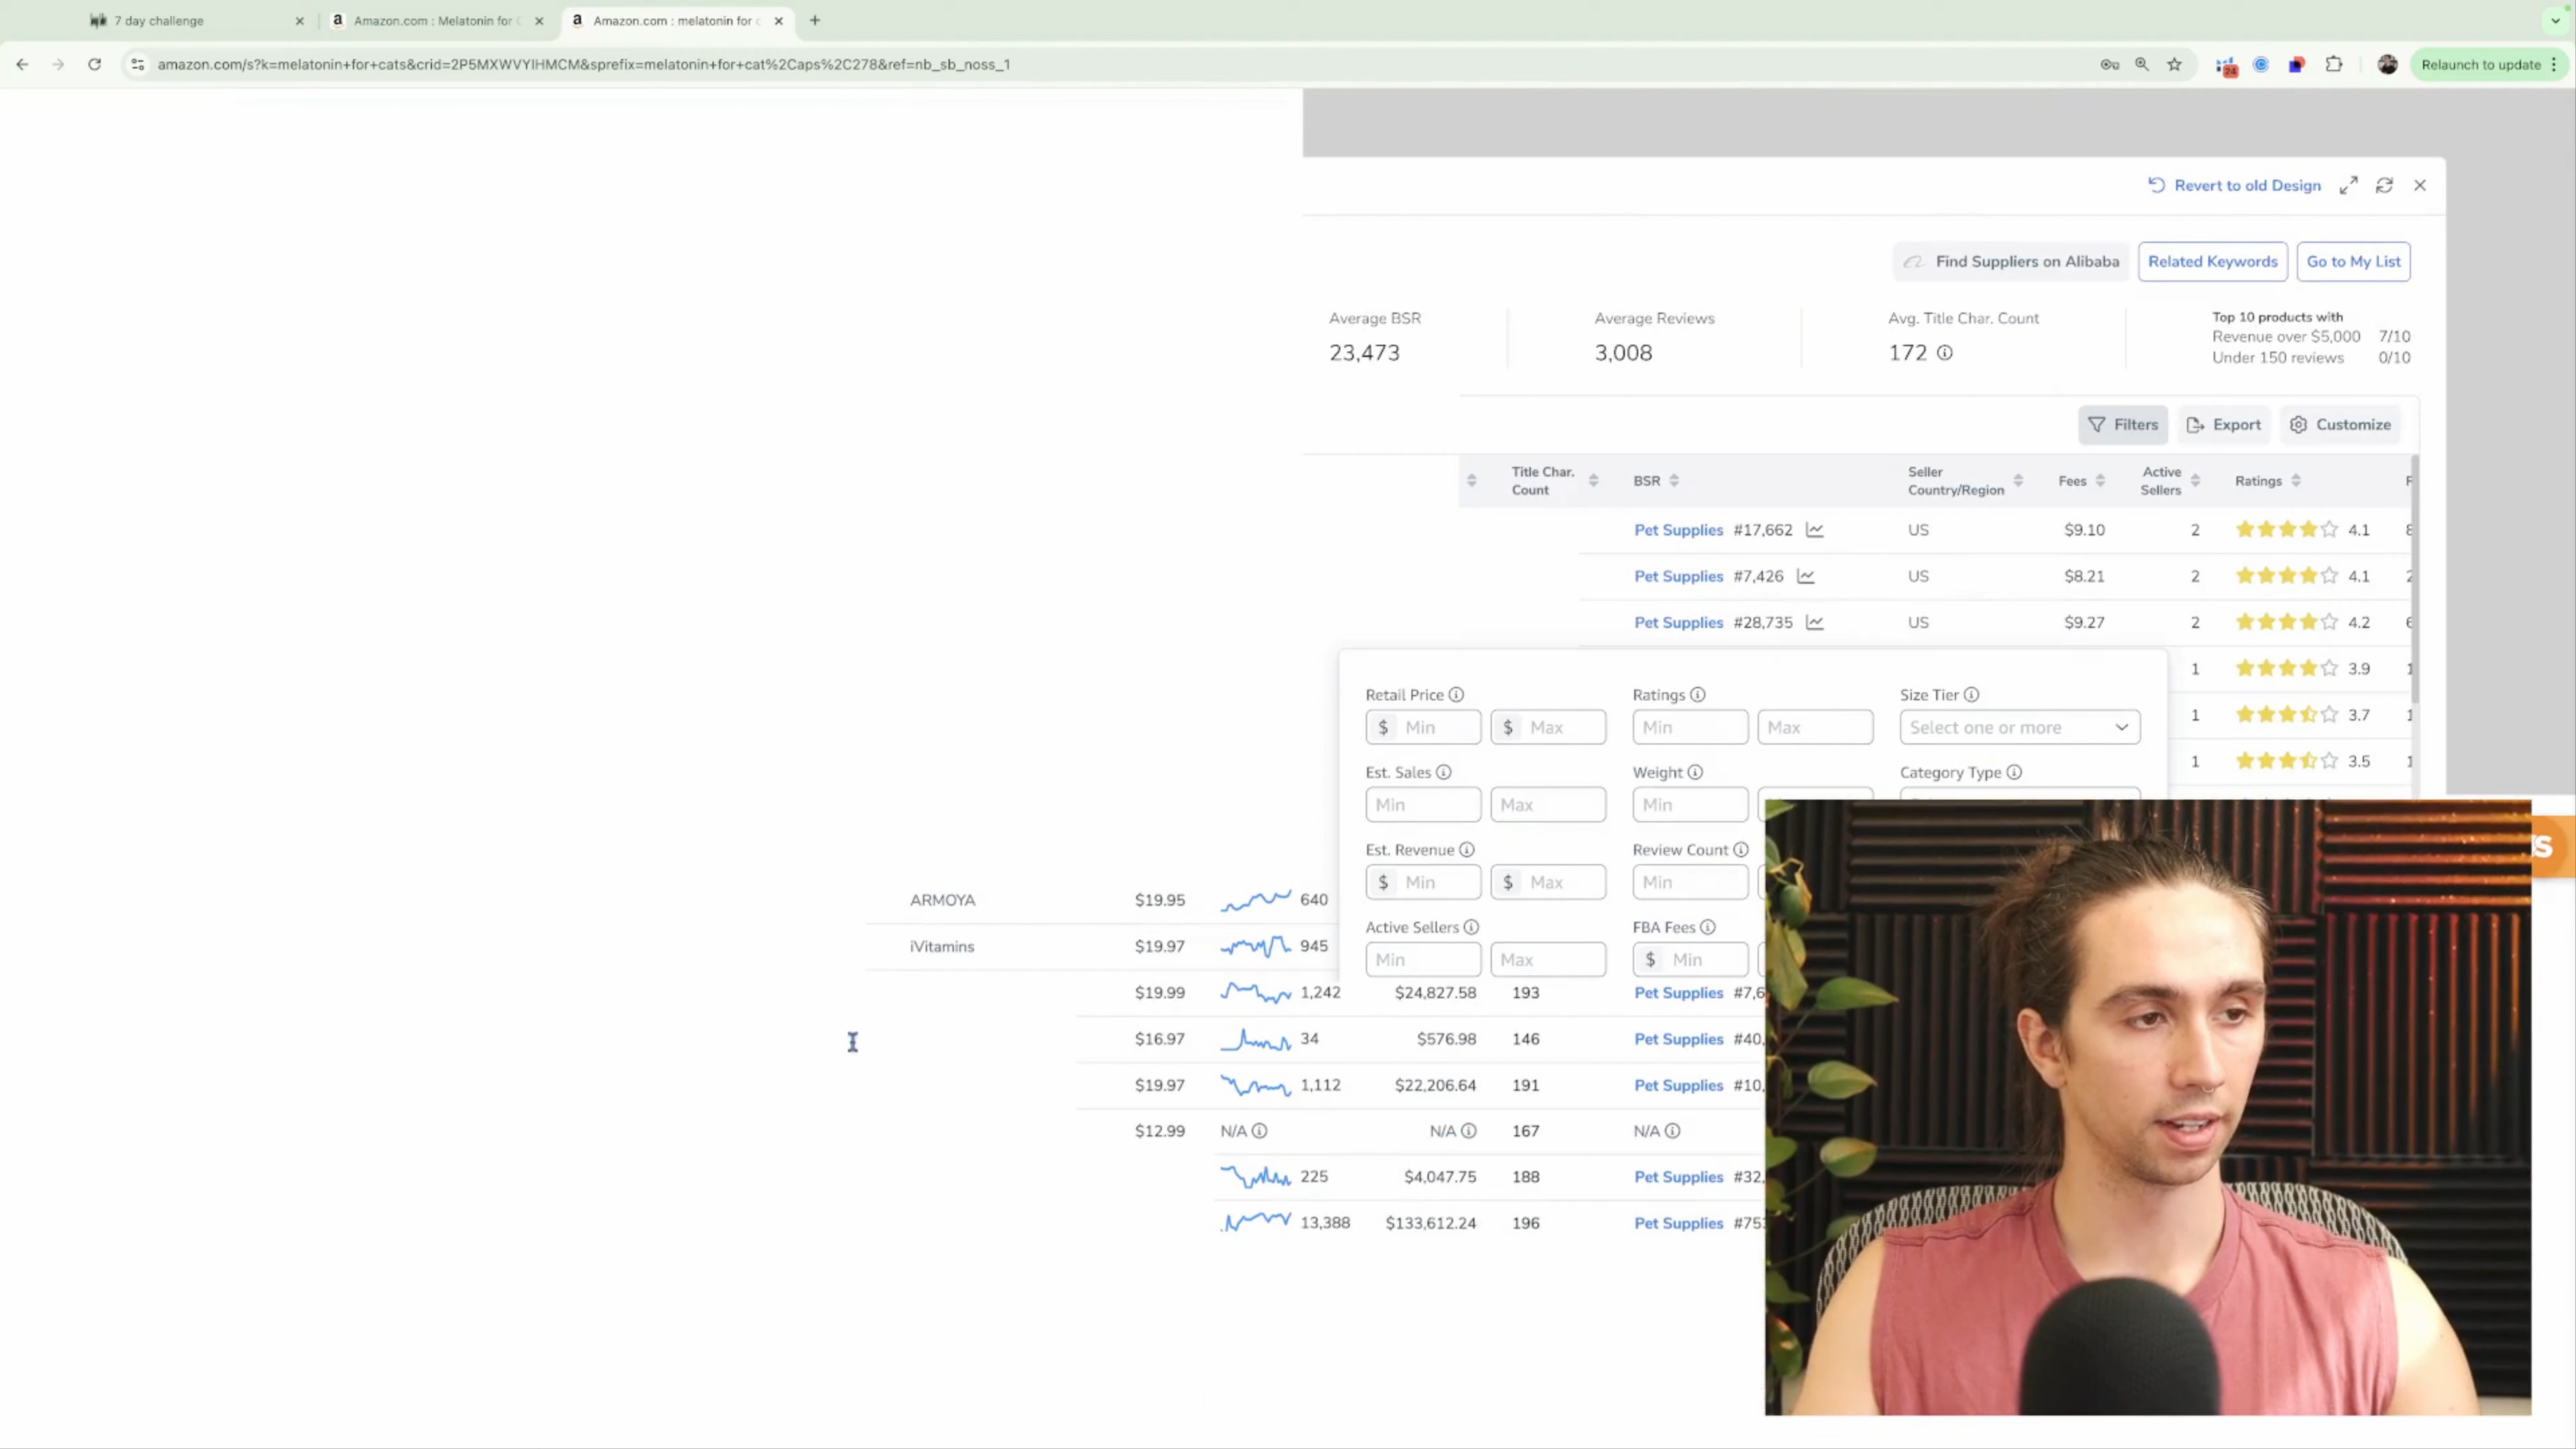 7 day challenge
Amazon.com : Melatonin for
Amazon.com : melatonin for
amazon.com/s?k=melatonin+for+cats&crid=2P5MXWVYIHMCM&sprefix=melatonin+for+cat%2Caps%2C278&ref=nb_sb_noss_1
24
Relaunch to update
Revert to old Design
Find Suppliers on Alibaba Related Keywords Go to My List
Average BSR Average Reviews Avg. Title Char. Count Top 10 products with
23,473 3,008 172 Revenue over $5,000 7/10
Under 150 reviews 0/10
Filters Export Customize
Title Char. Count BSR Seller Country/Region Fees Active Sellers Ratings
Pet Supplies #17,662 US $9.10 2 4.1
Pet Supplies #7,426 US $8.21 2 4.1
Pet Supplies #28,735 US $9.27 2 4.2
1 3.9
Retail Price Ratings Size Tier
$ Min $ Max Min Max Select one or more 1 3.7
1 3.5
Est. Sales Weight Category Type
Min Max Min
Est. Revenue Review Count
$ Min $ Max Min
ARMOYA $19.95 640
Active Sellers FBA Fees
iVitamins $19.97 945
Min Max $ Min
$19.99 1,242 $24,827.58 193 Pet Supplies #7,6
$16.97 34 $576.98 146 Pet Supplies #40,
$19.97 1,112 $22,206.64 191 Pet Supplies #10,
$12.99 N/A N/A 167 N/A
225 $4,047.75 188 Pet Supplies #32,
13,388 $133,612.24 196 Pet Supplies #75